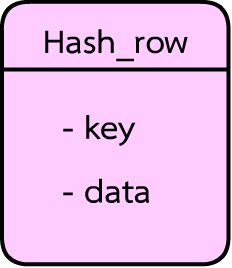 Hash_row
- key
- data